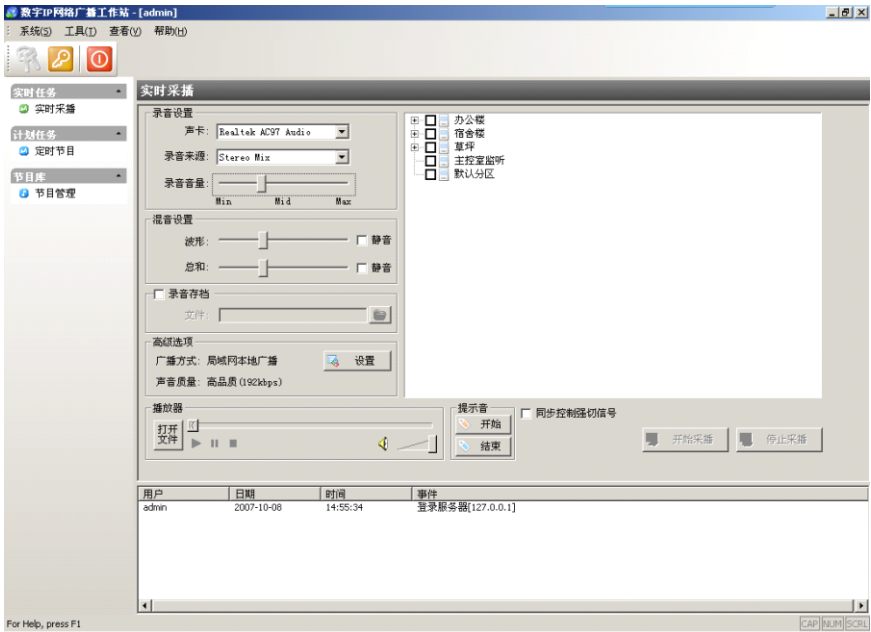 数字IP网络广播工作站 - [admin]
系统(S) 工具(T) 查看(V) 帮助(H)
实时任务
实时采播
计划任务
定时节目
节目库
节目管理
实时采播
录音设置
声卡: Realtek AC97 Audio
录音来源: Stereo Mix
录音音量:
Min Mid Max
混音设置
波形: 静音
总和: 静音
录音存档
文件:
高级选项
广播方式: 局域网本地广播 设置
声音质量: 高品质(192kbps)
办公楼
宿舍楼
草坪
主控室监听
默认分区
播放器
打开
文件
提示音
开始
结束
同步控制强切信号
开始采播 停止采播
用户 日期 时间 事件
admin 2007-10-08 14:55:34 登录服务器[127.0.0.1]
For Help, press F1 CAP NUM SCRL